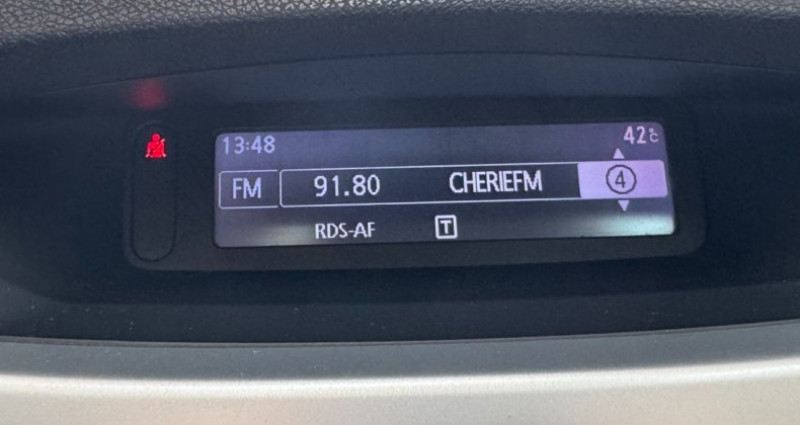 13:48 42°C
FM 91.80 CHERIEFM 4
RDS-AF T